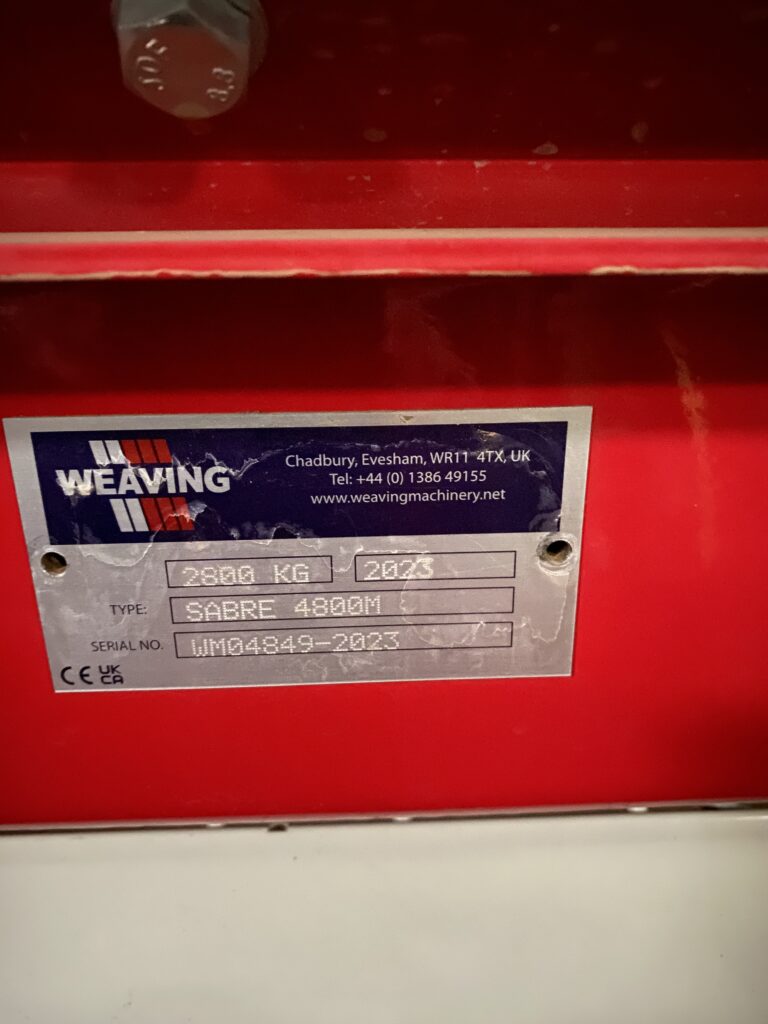 8.8
WEAVING
Chadbury, Evesham, WR11 4TX, UK
Tel: +44 (0) 1386 49155
www.weavingmachinery.net
2800 KG 2023
TYPE: SABRE 4800M
SERIAL NO. WM04849-2023
CE UK
CA